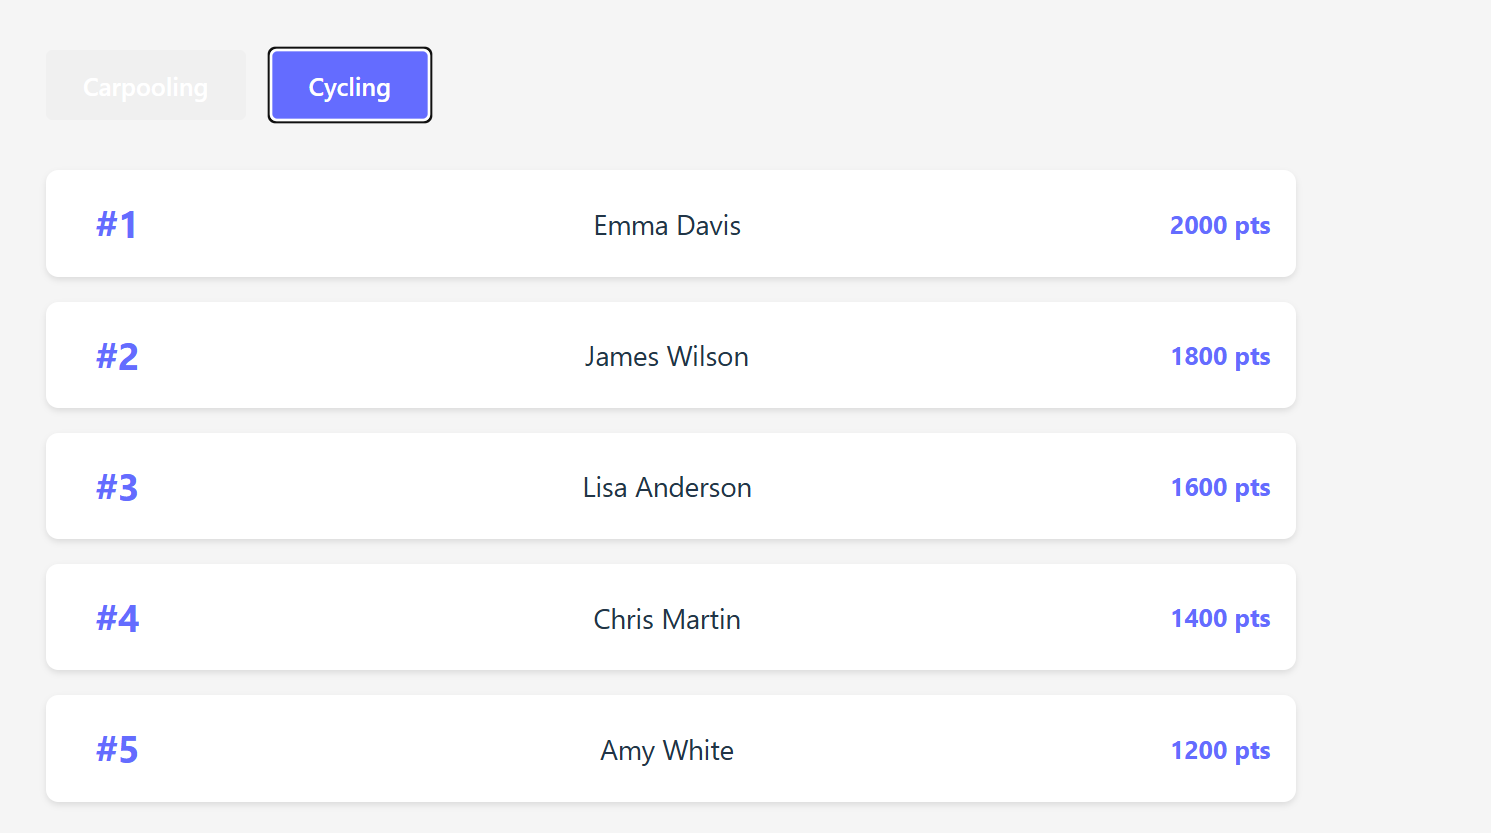 Carpooling Cycling
#1 Emma Davis 2000 pts
#2 James Wilson 1800 pts
#3 Lisa Anderson 1600 pts
#4 Chris Martin 1400 pts
#5 Amy White 1200 pts